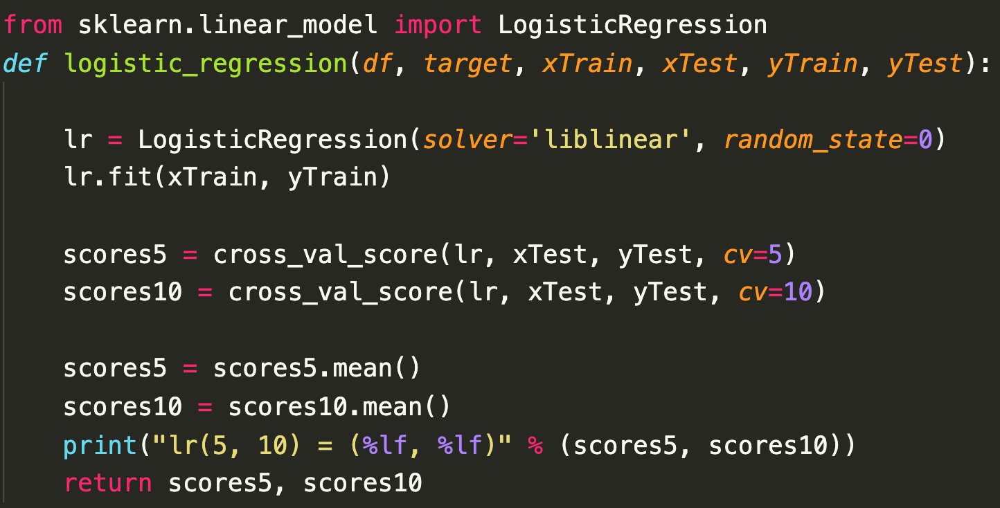 from sklearn.linear_model import LogisticRegression
def logistic_regression(df, target, xTrain, xTest, yTrain, yTest):
    lr = LogisticRegression(solver='liblinear', random_state=0)
    lr.fit(xTrain, yTrain)
    scores5 = cross_val_score(lr, xTest, yTest, cv=5)
    scores10 = cross_val_score(lr, xTest, yTest, cv=10)
    scores5 = scores5.mean()
    scores10 = scores10.mean()
    print("lr(5, 10) = (%lf, %lf)" % (scores5, scores10))
    return scores5, scores10